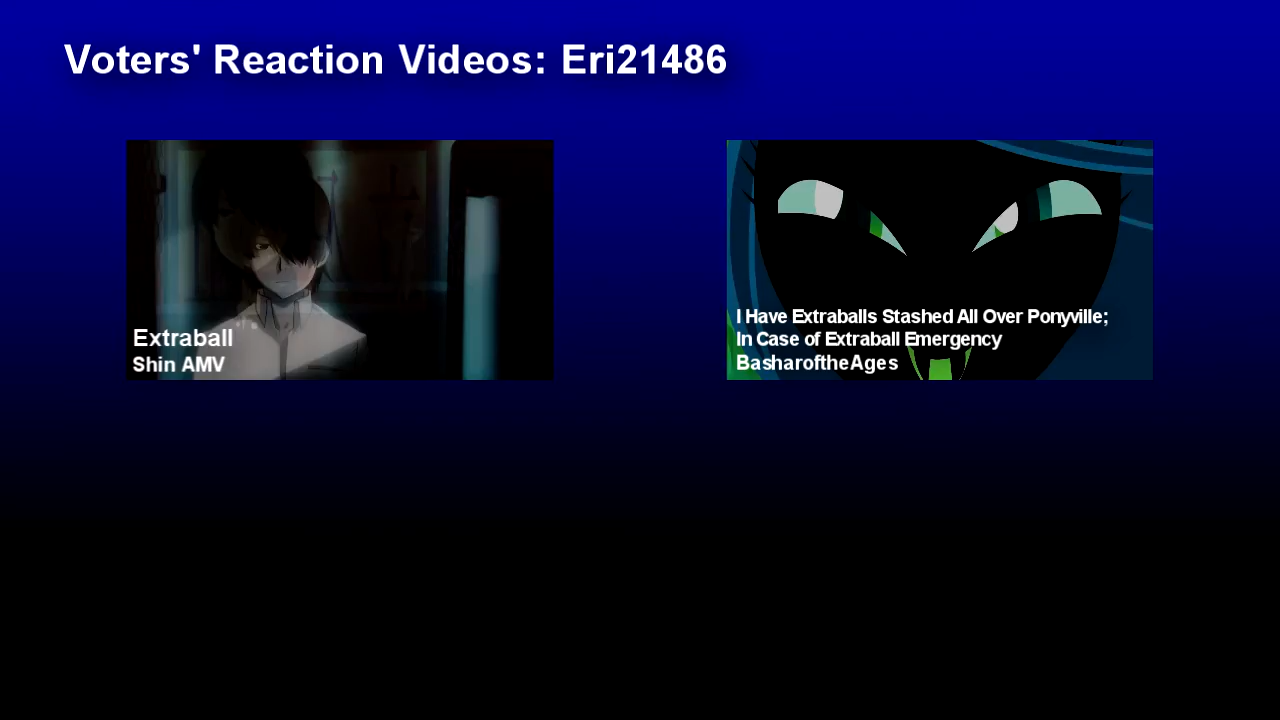 Voters' Reaction Videos: Eri21486
Extraball
Shin AMV
I Have Extraballs Stashed All Over Ponyville;
In Case of Extraball Emergency
BasharoftheAges